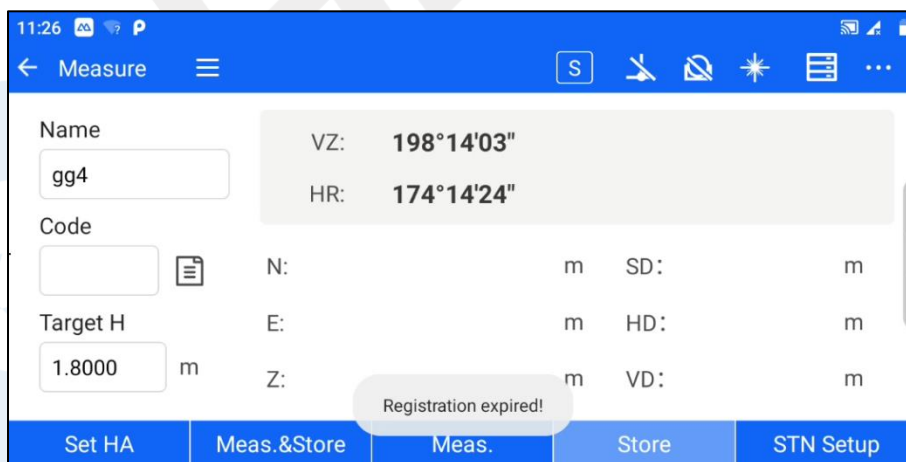 11:26
Measure
S
Name
gg4
Code
Target H
1.8000 m
VZ: 198°14'03"
HR: 174°14'24"
N: m SD: m
E: m HD: m
Z: m VD: m
Registration expired!
Set HA Meas.&Store Meas. Store STN Setup